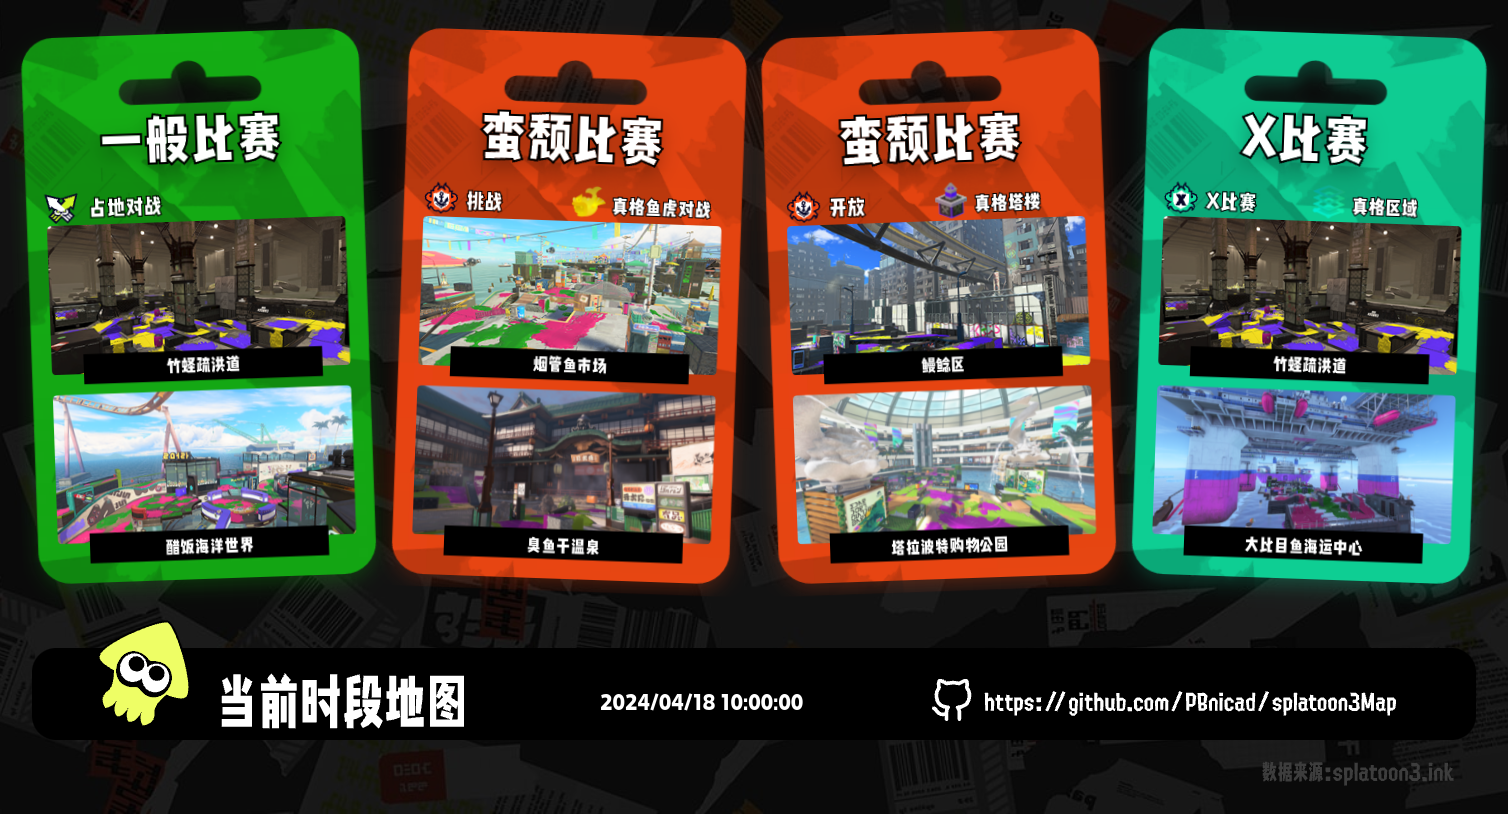 一般比赛
占地对战
竹蛏疏洪道
醋饭海洋世界
蛮颓比赛
挑战
真格鱼虎对战
烟管鱼市场
臭鱼干温泉
蛮颓比赛
开放
真格塔楼
鳗鲶区
塔拉波特购物公园
X比赛
X比赛
真格区域
竹蛏疏洪道
大比目鱼海运中心
当前时段地图
2024/04/18 10:00:00
https://github.com/PBnicad/splatoon3Map
数据来源:splatoon3.ink